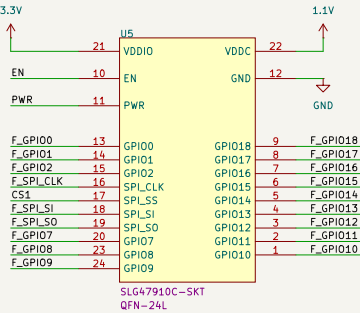 3.3V 1.1V
U5
21 VDDIO VDDC 22
EN 10 EN GND 12
PWR 11 PWR GND
F_GPIO0 13 GPIO0 GPIO18 9 F_GPIO18
F_GPIO1 14 GPIO1 GPIO17 8 F_GPIO17
F_GPIO2 15 GPIO2 GPIO16 7 F_GPIO16
F_SPI_CLK 16 SPI_CLK GPIO15 6 F_GPIO15
CS1 17 SPI_SS GPIO14 5 F_GPIO14
F_SPI_SI 18 SPI_SI GPIO13 4 F_GPIO13
F_SPI_SO 19 SPI_SO GPIO12 3 F_GPIO12
F_GPIO7 20 GPIO7 GPIO11 2 F_GPIO11
F_GPIO8 23 GPIO8 GPIO10 1 F_GPIO10
F_GPIO9 24 GPIO9
SLG47910C-SKT
QFN-24L